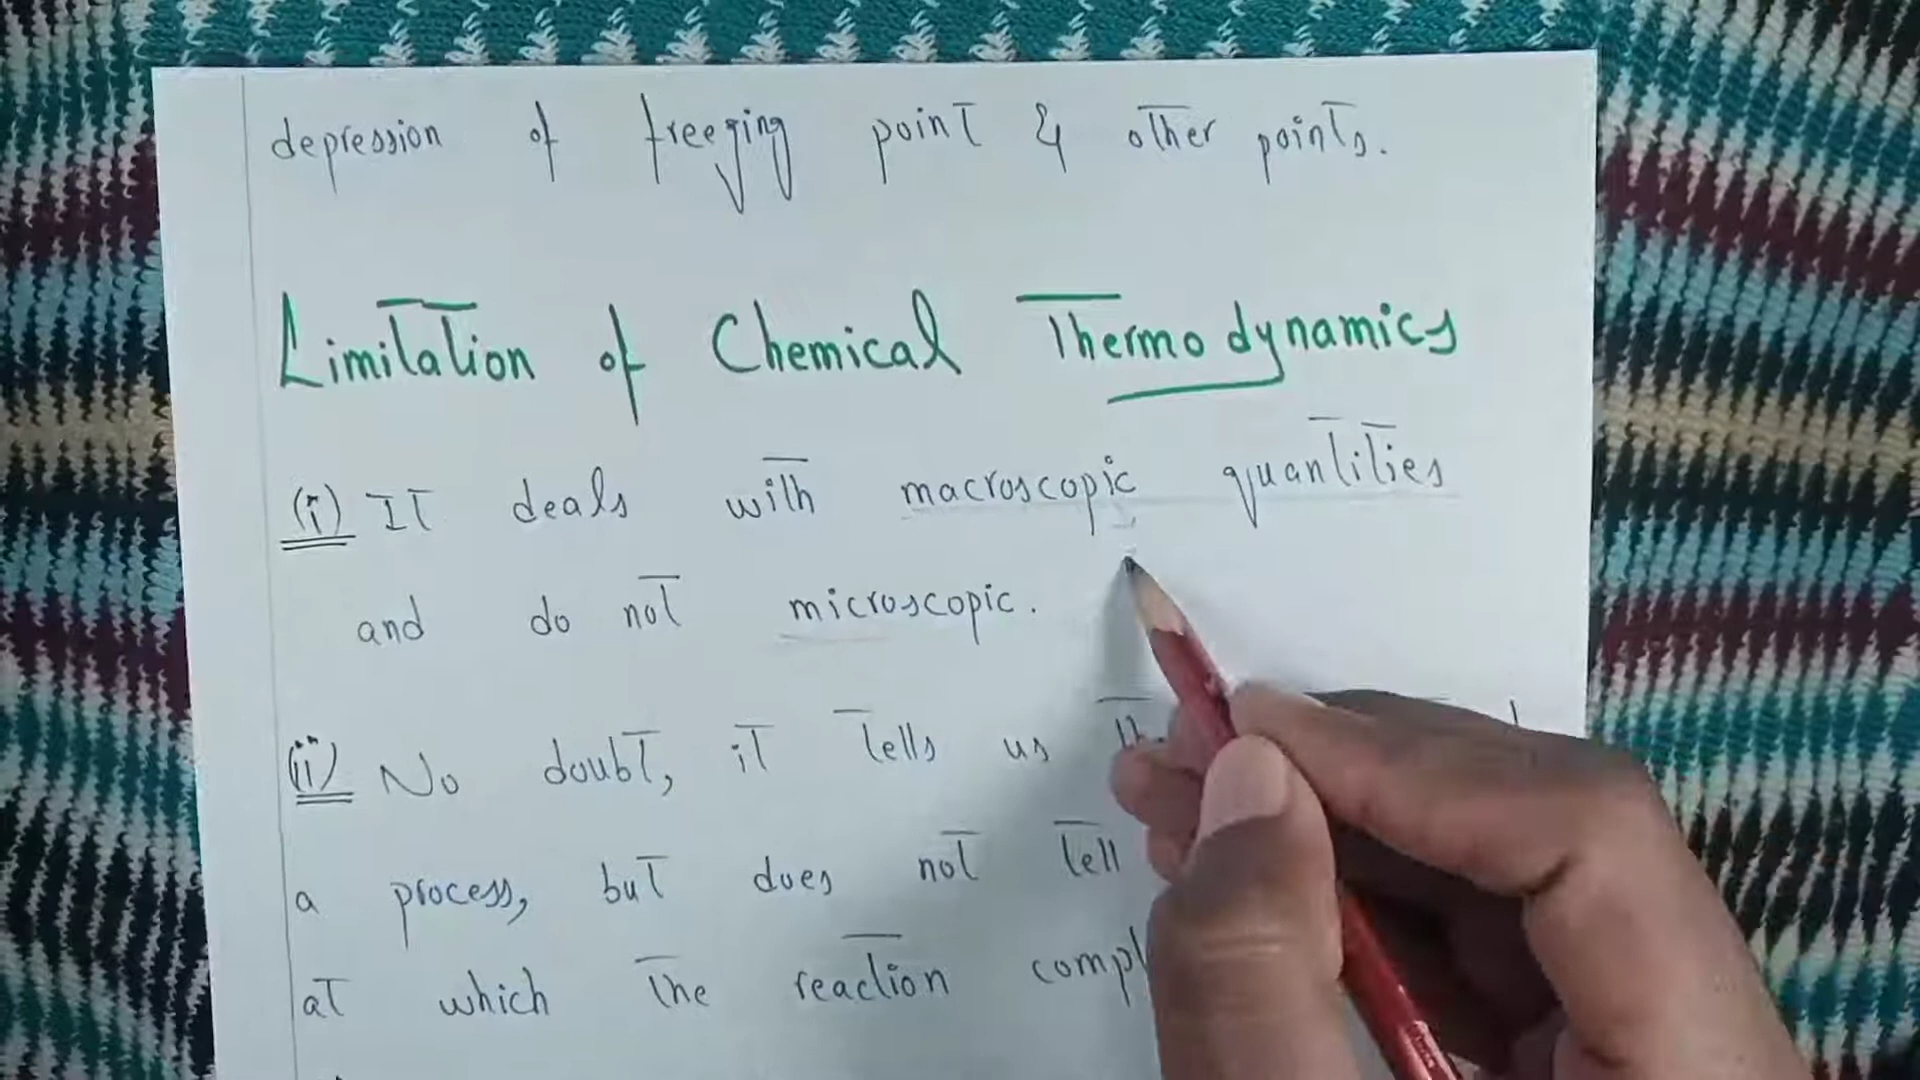 depression of freezing point & other points.
Limitation of Chemical Thermodynamics
(i) It deals with macroscopic quantities
and do not microscopic.
(ii) No doubt, it tells us
a process, but does not tell
at which the reaction